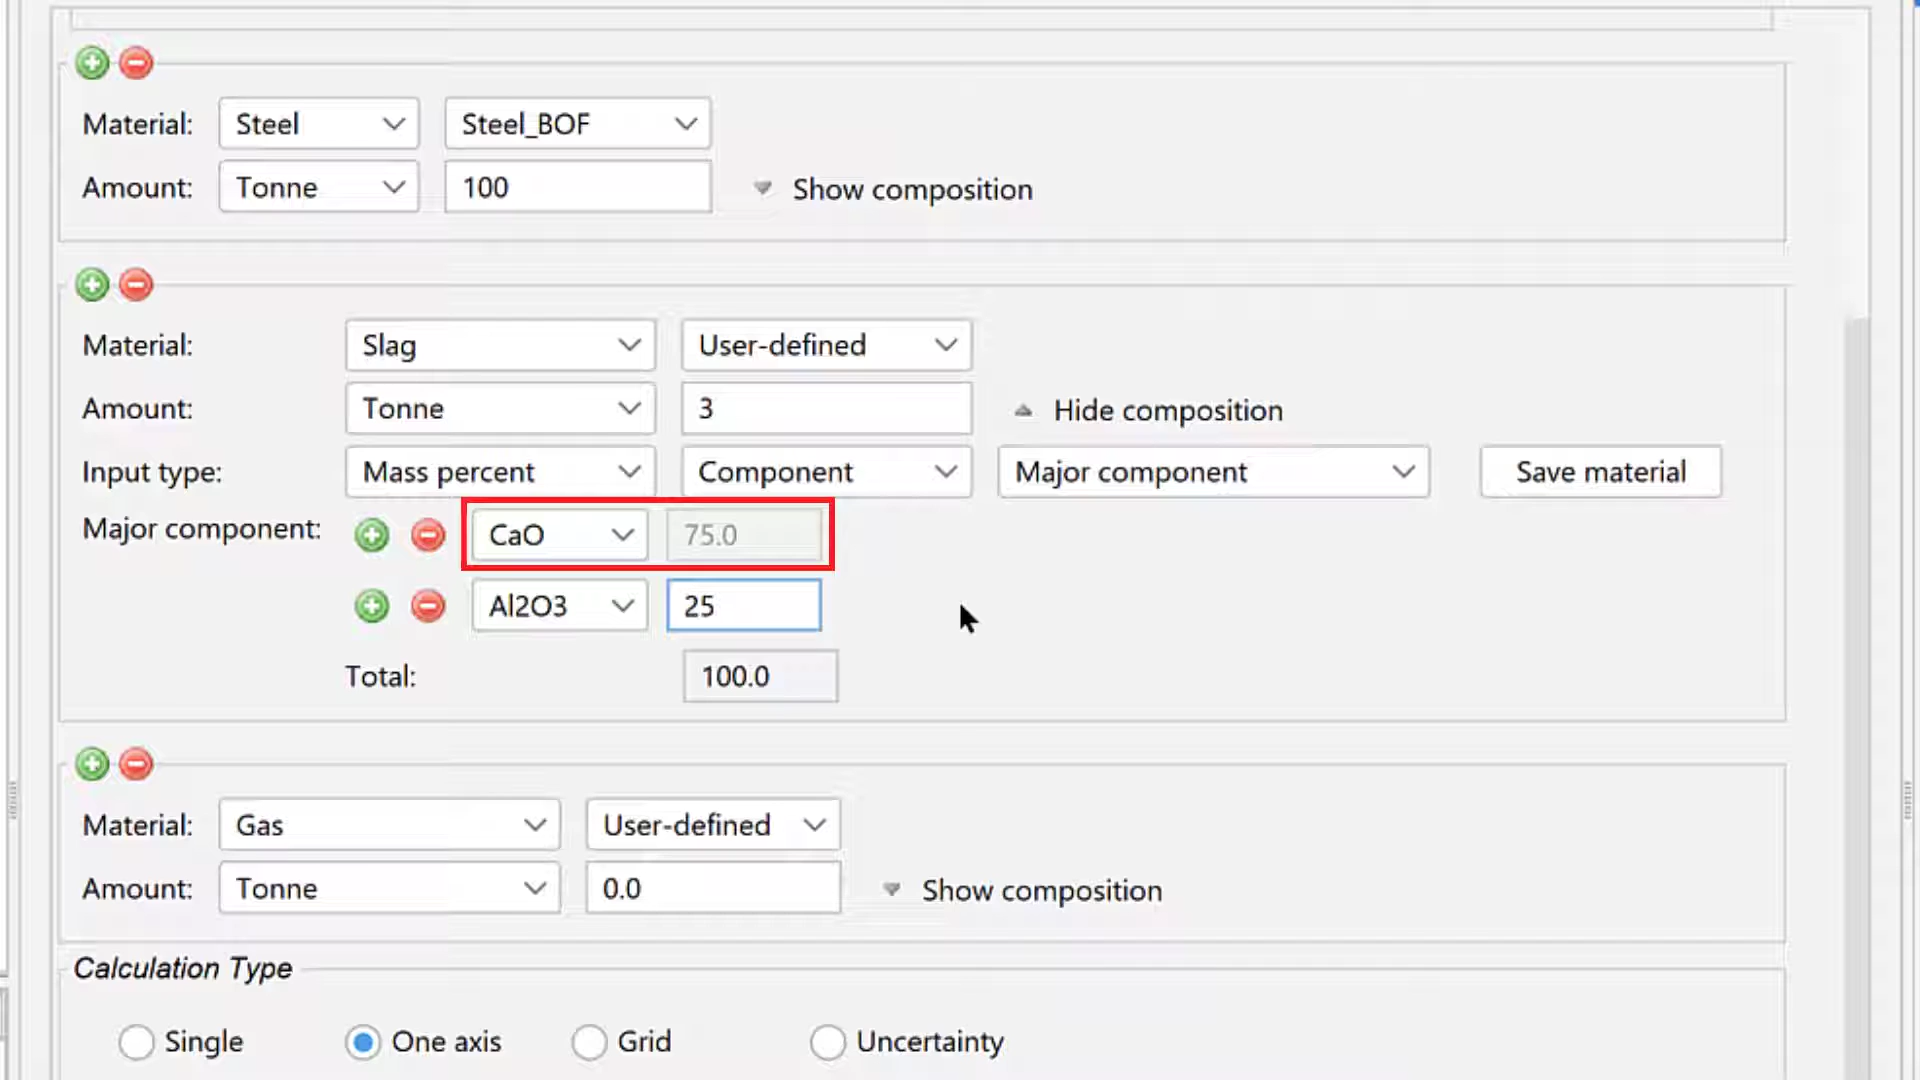 Material: Steel Steel_BOF
Amount: Tonne 100 Show composition
Material: Slag User-defined
Amount: Tonne 3 Hide composition
Input type: Mass percent Component Major component Save material
Major component: CaO 75.0
Al2O3 25
Total: 100.0
Material: Gas User-defined
Amount: Tonne 0.0 Show composition
Calculation Type
Single One axis Grid Uncertainty